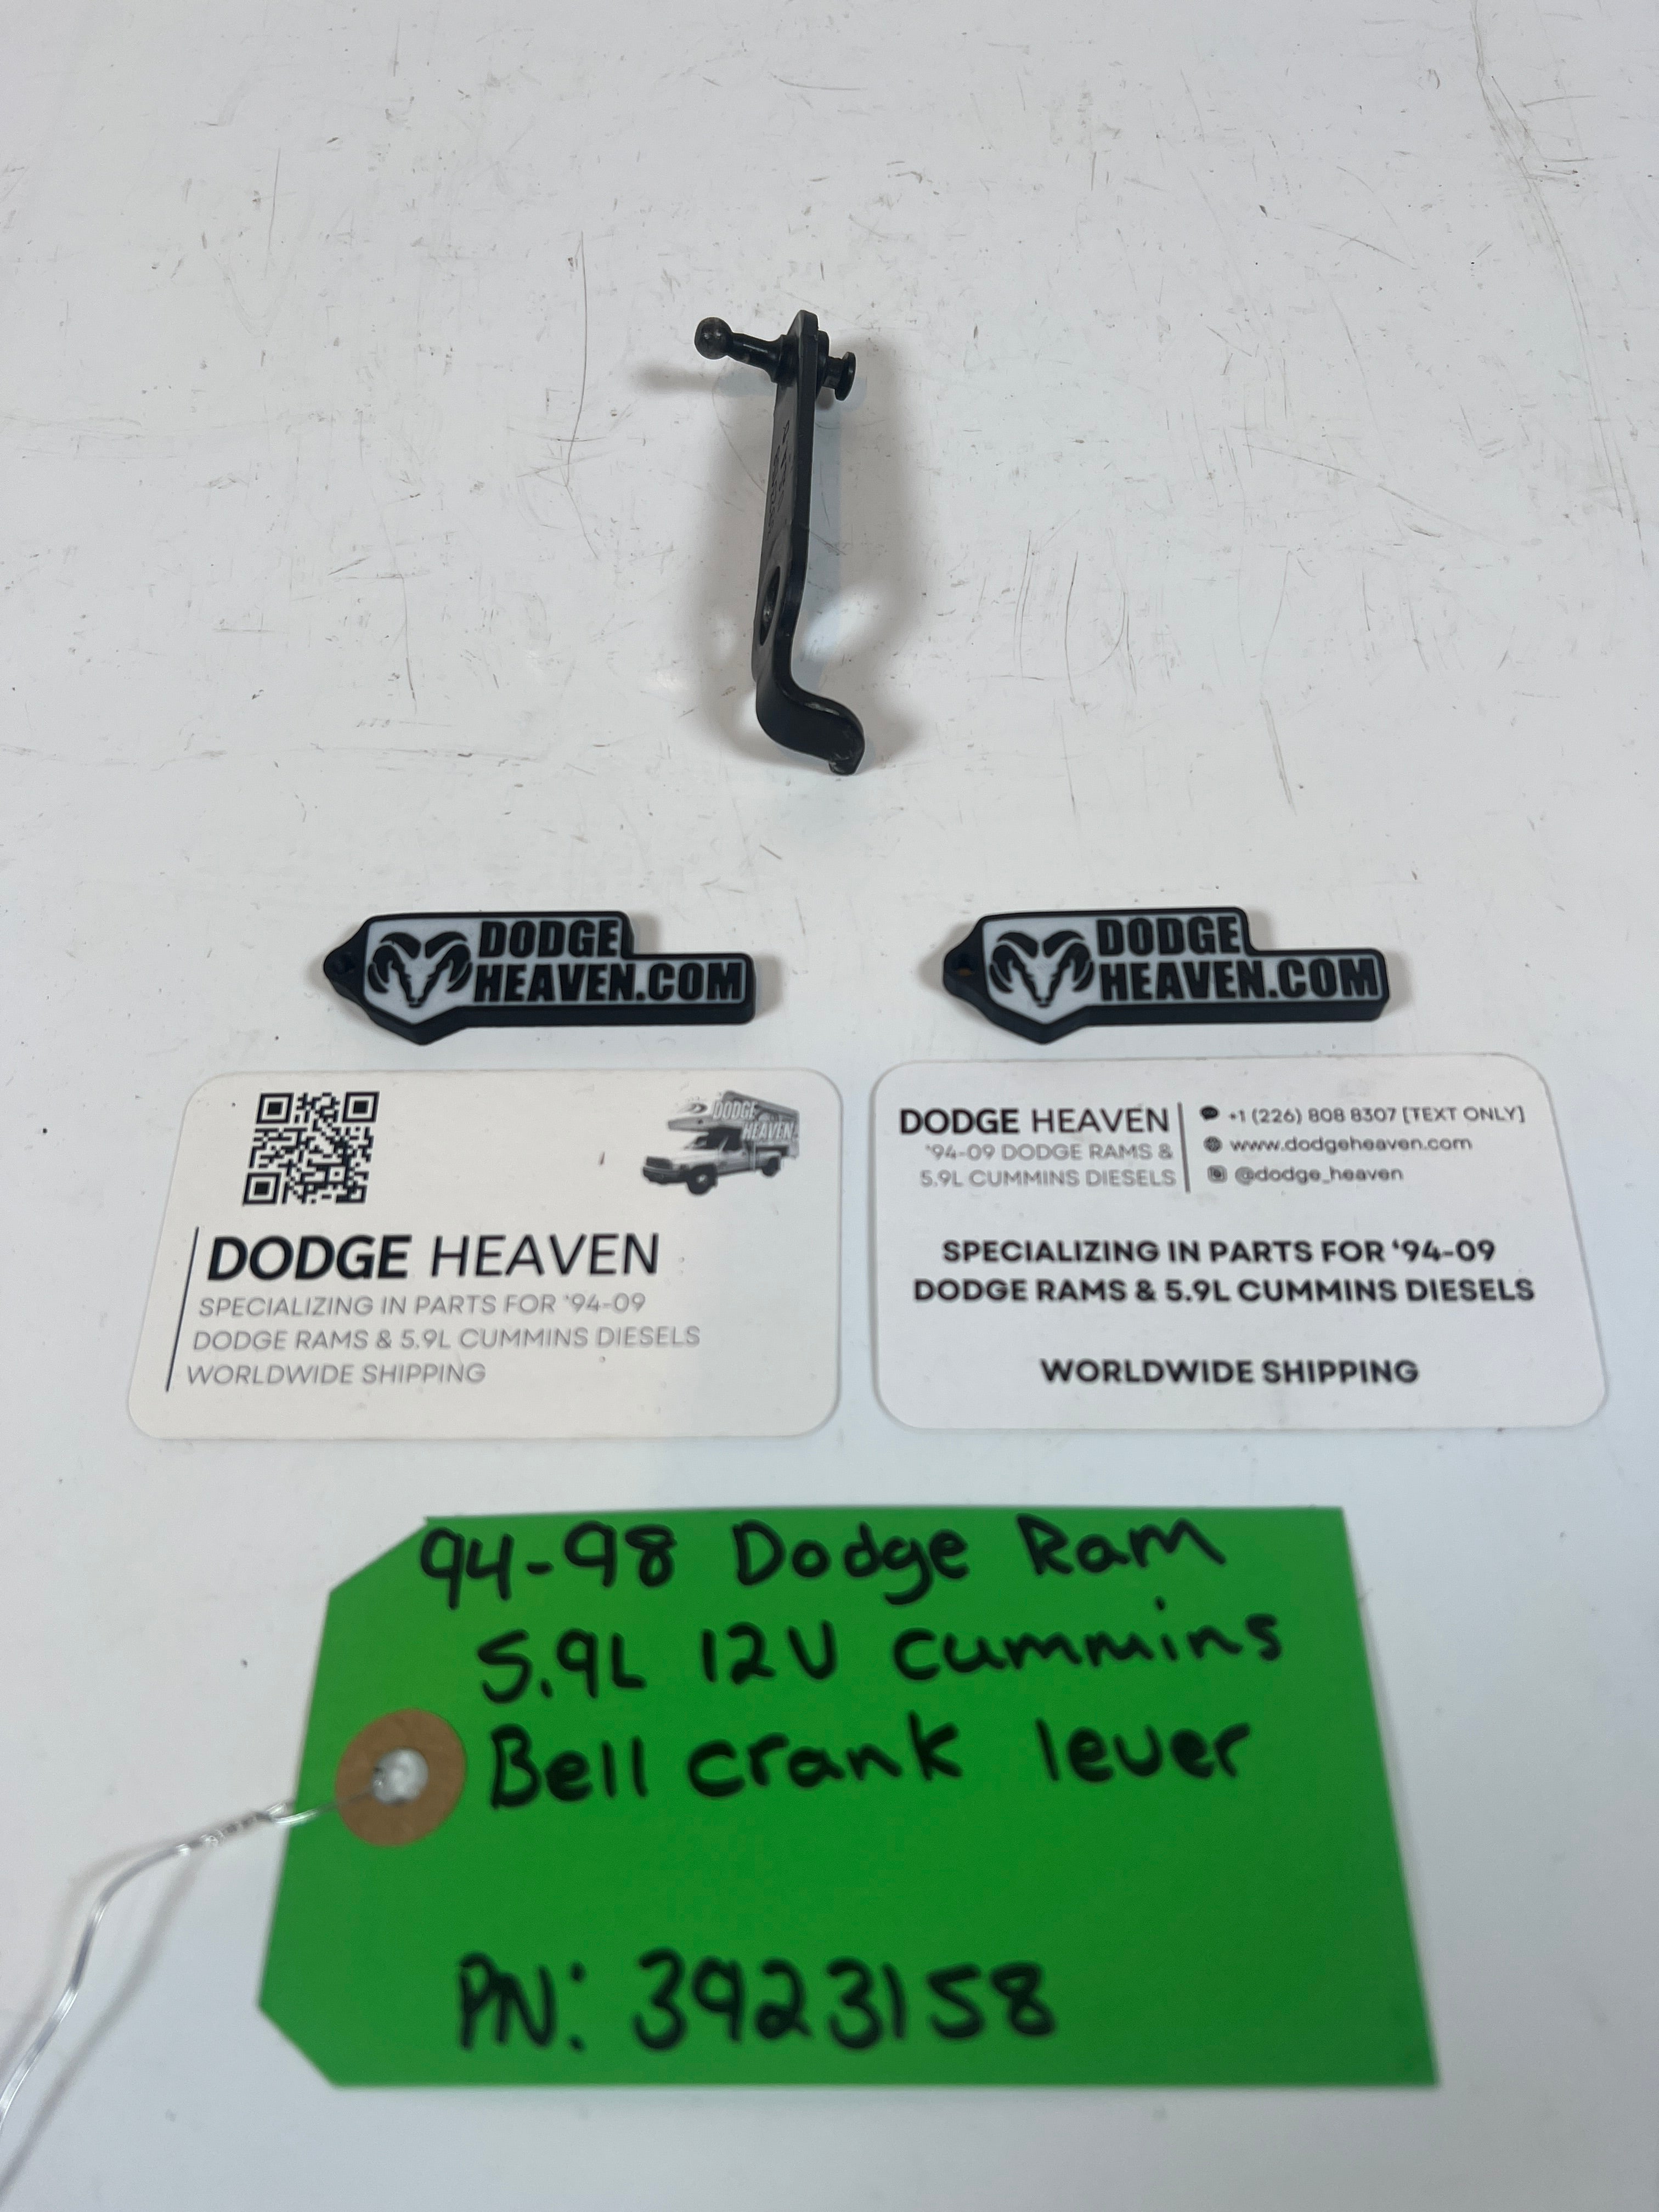 DODGE
HEAVEN.COM
DODGE
HEAVEN.COM
DODGE
HEAVEN
DODGE HEAVEN
SPECIALIZING IN PARTS FOR '94-09
DODGE RAMS & 5.9L CUMMINS DIESELS
WORLDWIDE SHIPPING
DODGE HEAVEN
'94-09 DODGE RAMS &
5.9L CUMMINS DIESELS
+1 (226) 808 8307 [TEXT ONLY]
www.dodgeheaven.com
@dodge_heaven
SPECIALIZING IN PARTS FOR '94-09
DODGE RAMS & 5.9L CUMMINS DIESELS
WORLDWIDE SHIPPING
94-98 Dodge Ram
5.9L 12V Cummins
Bell crank lever
PN: 3923158